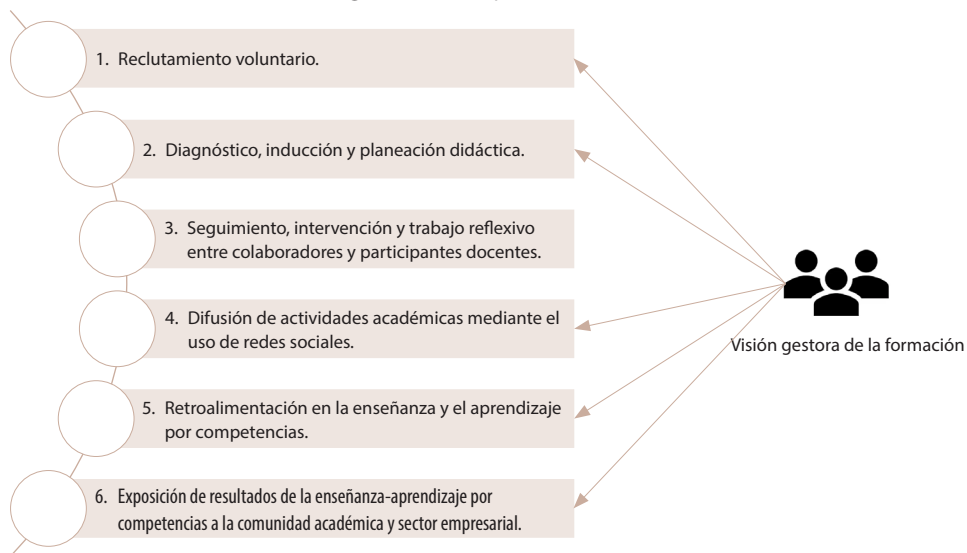 1. Reclutamiento voluntario.
2. Diagnóstico, inducción y planeación didáctica.
3. Seguimiento, intervención y trabajo reflexivo
entre colaboradores y participantes docentes.
4. Difusión de actividades académicas mediante el
uso de redes sociales.
Visión gestora de la formación
5. Retroalimentación en la enseñanza y el aprendizaje
por competencias.
6. Exposición de resultados de la enseñanza-aprendizaje por
competencias a la comunidad académica y sector empresarial.